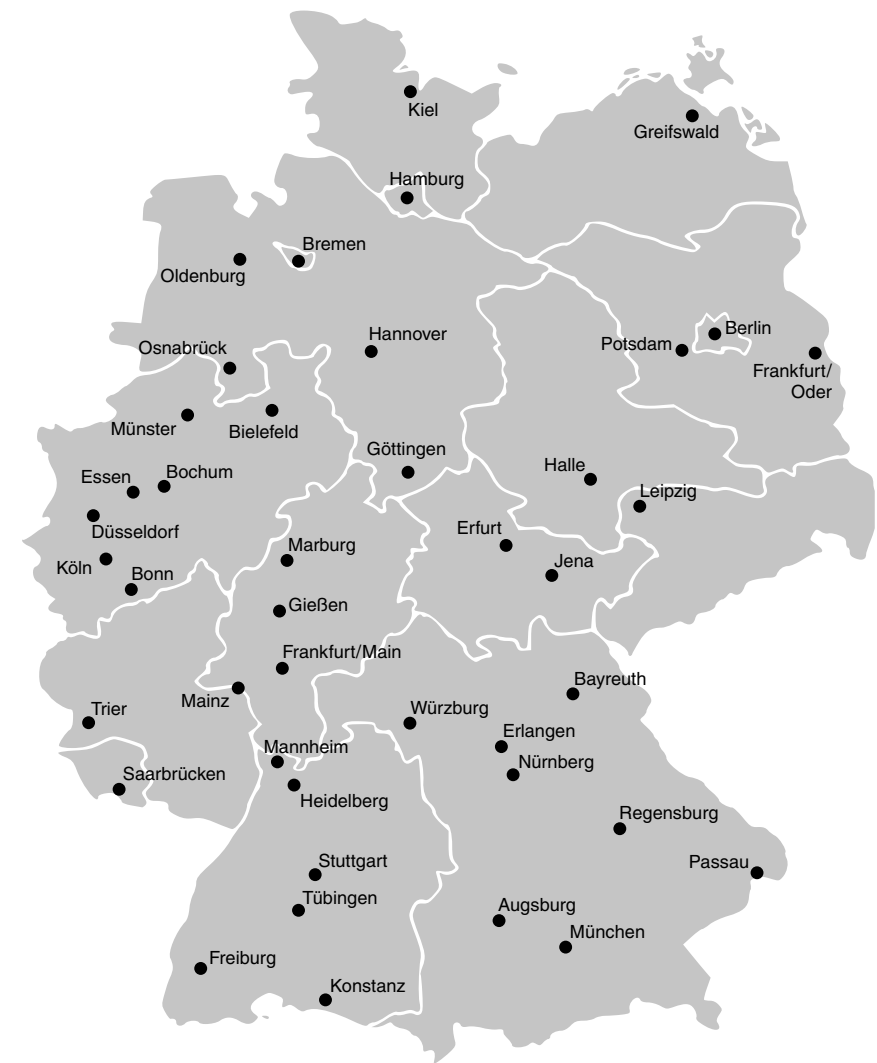 Kiel
Greifswald
Hamburg
Bremen
Oldenburg
Hannover
Berlin
Potsdam
Osnabrück
Frankfurt/
Oder
Münster
Bielefeld
Göttingen
Halle
Essen
Bochum
Leipzig
Düsseldorf
Erfurt
Marburg
Jena
Köln
Bonn
Gießen
Frankfurt/Main
Bayreuth
Mainz
Trier
Würzburg
Erlangen
Mannheim
Nürnberg
Saarbrücken
Heidelberg
Regensburg
Stuttgart
Passau
Tübingen
Augsburg
München
Freiburg
Konstanz